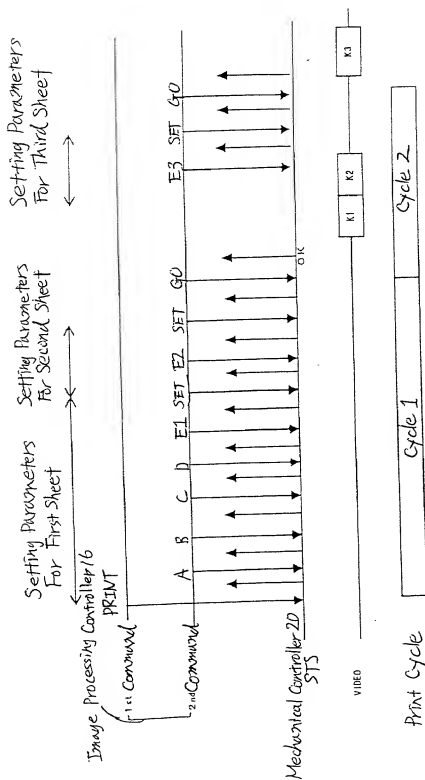 Setting Parameters
For First Sheet
Setting Parameters
For Second Sheet
Setting Parameters
For Third Sheet
Image Processing Controller 16
1st Command
PRINT
2nd Command
A B C D E1 SET E2 SET GO E3 SET GO
Mechanical Controller 20
STS
OK
VIDEO
K1 K2 K3
Print Cycle
Cycle 1
Cycle 2